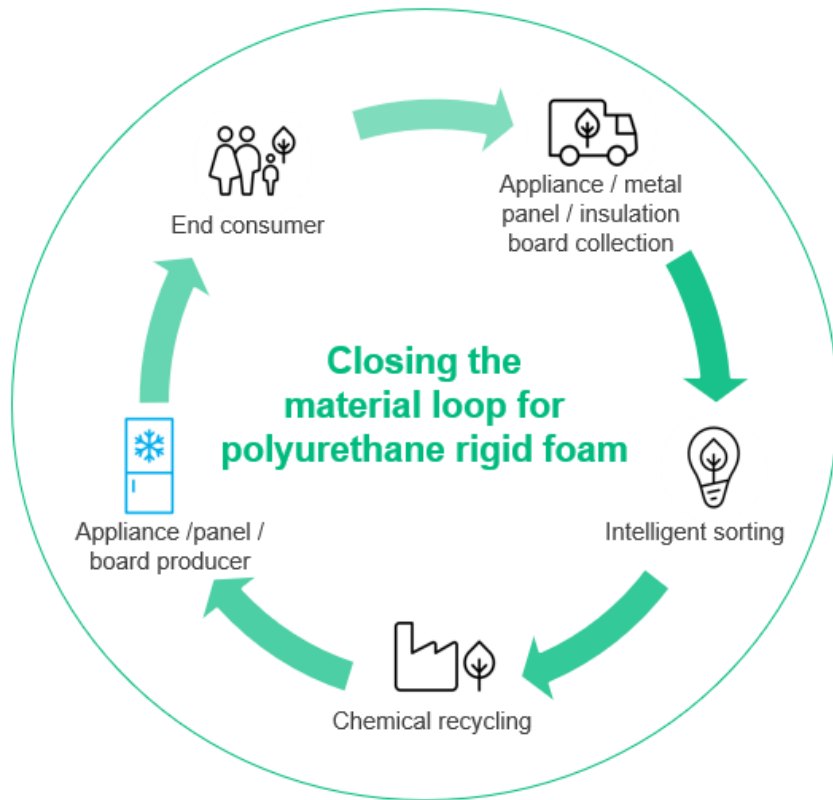 End consumer
Appliance / metal
panel / insulation
board collection
Closing the
material loop for
polyurethane rigid foam
Intelligent sorting
Appliance /panel /
board producer
Chemical recycling